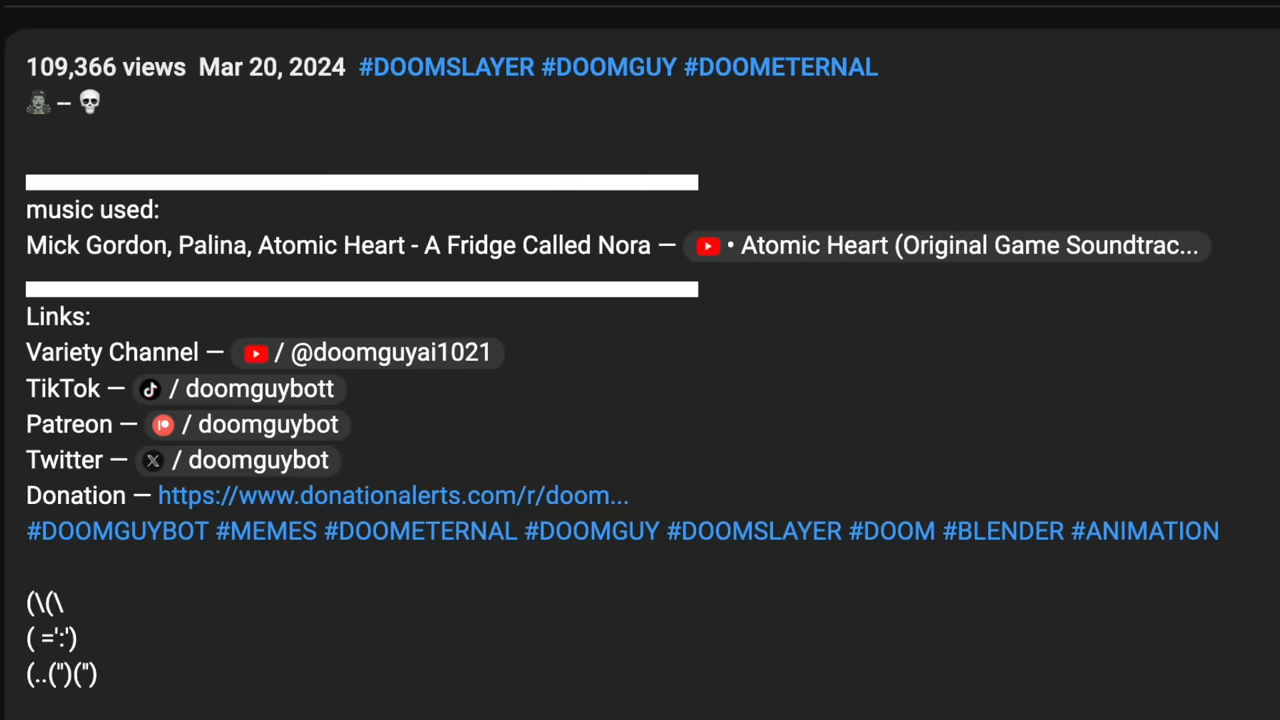 109,366 views Mar 20, 2024 #DOOMSLAYER #DOOMGUY #DOOMETERNAL
🧟 -- 💀
music used:
Mick Gordon, Palina, Atomic Heart - A Fridge Called Nora — • Atomic Heart (Original Game Soundtrac...
Links:
Variety Channel — / @doomguyai1021
TikTok — / doomguybott
Patreon — / doomguybot
Twitter — / doomguybot
Donation — https://www.donationalerts.com/r/doom...
#DOOMGUYBOT #MEMES #DOOMETERNAL #DOOMGUY #DOOMSLAYER #DOOM #BLENDER #ANIMATION
(\(\
( =':')
(..(")(")